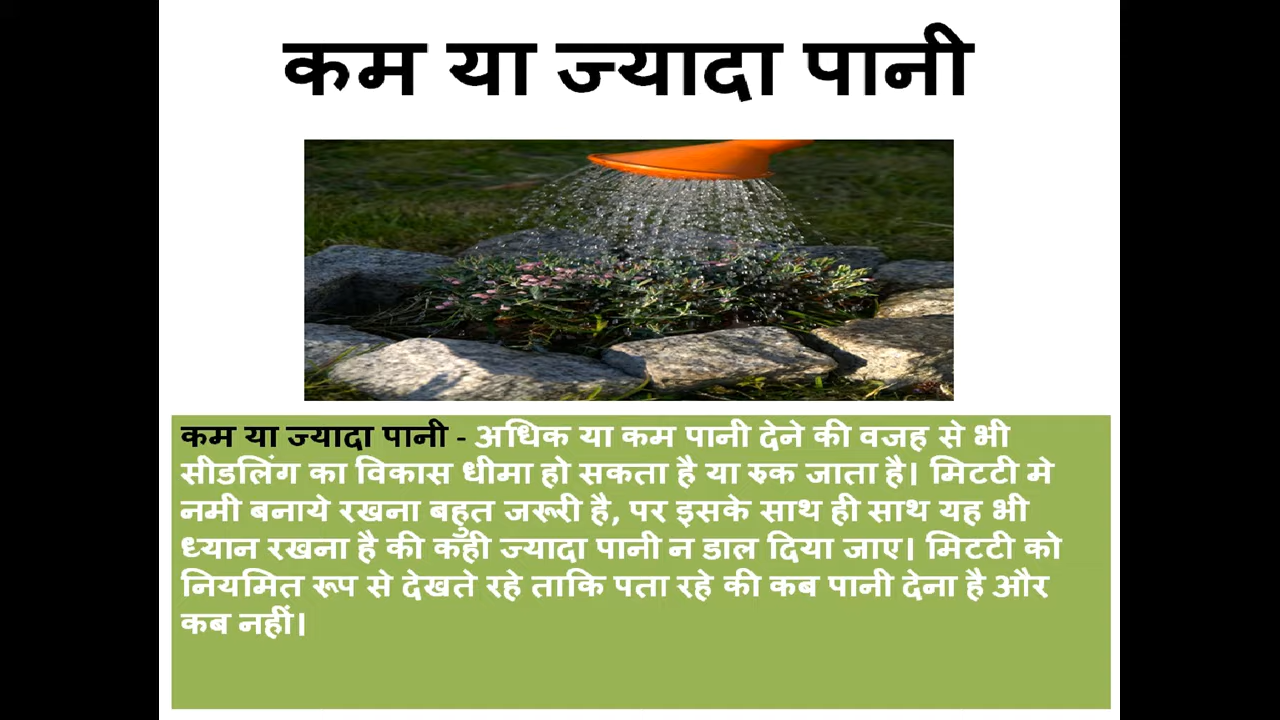 कम या ज्यादा पानी
कम या ज्यादा पानी - अधिक या कम पानी देने की वजह से भी
सीडलिंग का विकास धीमा हो सकता है या रुक जाता है। मिटटी मे
नमी बनाये रखना बहुत जरूरी है, पर इसके साथ ही साथ यह भी
ध्यान रखना है की कही ज्यादा पानी न डाल दिया जाए। मिटटी को
नियमित रूप से देखते रहे ताकि पता रहे की कब पानी देना है और
कब नहीं।